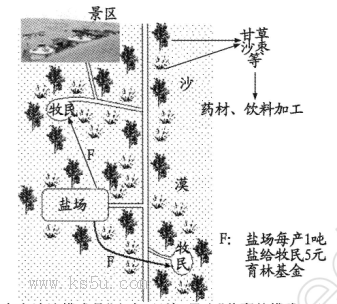 景区
甘草
沙枣
等
沙
药材、饮料加工
牧民
F
盐场
漠
牧
民
F
F: 盐场每产1吨
盐给牧民5元
育林基金
www.ks5u.com